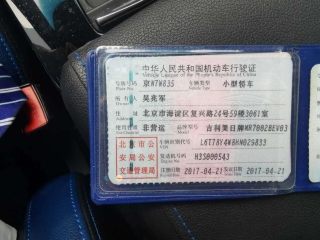 中华人民共和国机动车行驶证
Vehicle License of the People's Republic of China
号牌号码 京N7W835 车辆类型 小型轿车
所有人 吴兆军
住址 北京市海淀区复兴路24号59楼3061室
使用性质 非营运 品牌型号 吉利美日牌MR7002BEV03
北京市公
安局公安
交通管理局
车辆识别代号 L6TT8Y4W8HN029833
发动机号码 H35000543
注册日期 2017-04-21 发证日期 2017-04-21